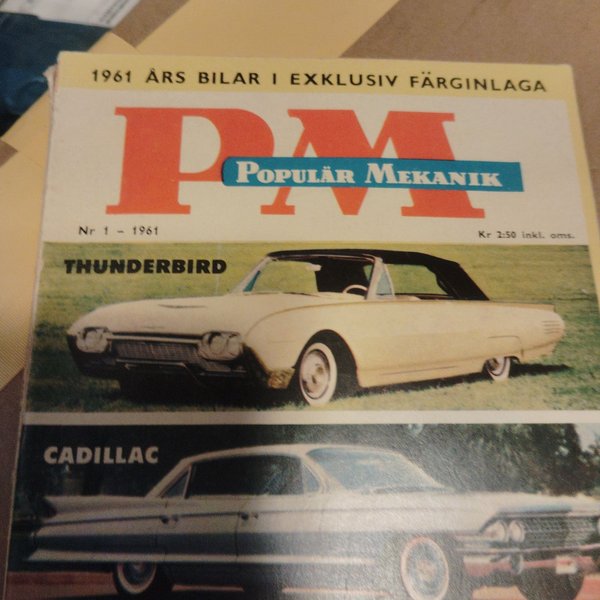 1961 ÅRS BILAR I EXKLUSIV FÄRGINLAGA
PM
POPULÄR MEKANIK
Nr 1 – 1961
Kr 2:50 inkl. oms.
THUNDERBIRD
CADILLAC